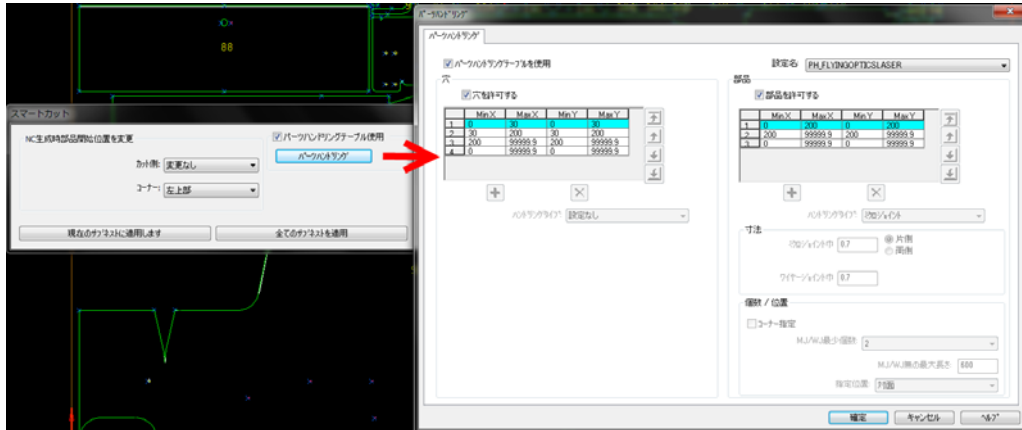 88
スマートカット
NC生成時部品開始位置を変更
カット側: 変更なし
コーナー: 左上部
パーツハンドリングテーブル使用
パーツハンドリング
現在のサブネストに適用します
全てのサブネストを適用
パーツハンドリング
パーツハンドリング
パーツハンドリングテーブルを使用
設定名 PH_FLYINGOPTICSLASER
穴
穴を許可する
MinX MaxX MinY MaxY
1 0 30 0 30
2 30 200 30 200
3 200 99999.9 200 99999.9
4 0 99999.9 0 99999.9
ハンドリングタイプ: 設定なし
部品
部品を許可する
MinX MaxX MinY MaxY
1 0 200 0 200
2 200 99999.9 200 99999.9
3 0 99999.9 0 99999.9
ハンドリングタイプ: ミクロジョイント
寸法
ミクロジョイント巾 0.7
片側
両側
ワイヤージョイント巾 0.7
個数 / 位置
コーナー指定
MJ/WJ最少個数: 2
MJ/WJ無の最大長さ 600
指定位置:
確定
キャンセル
ヘルプ